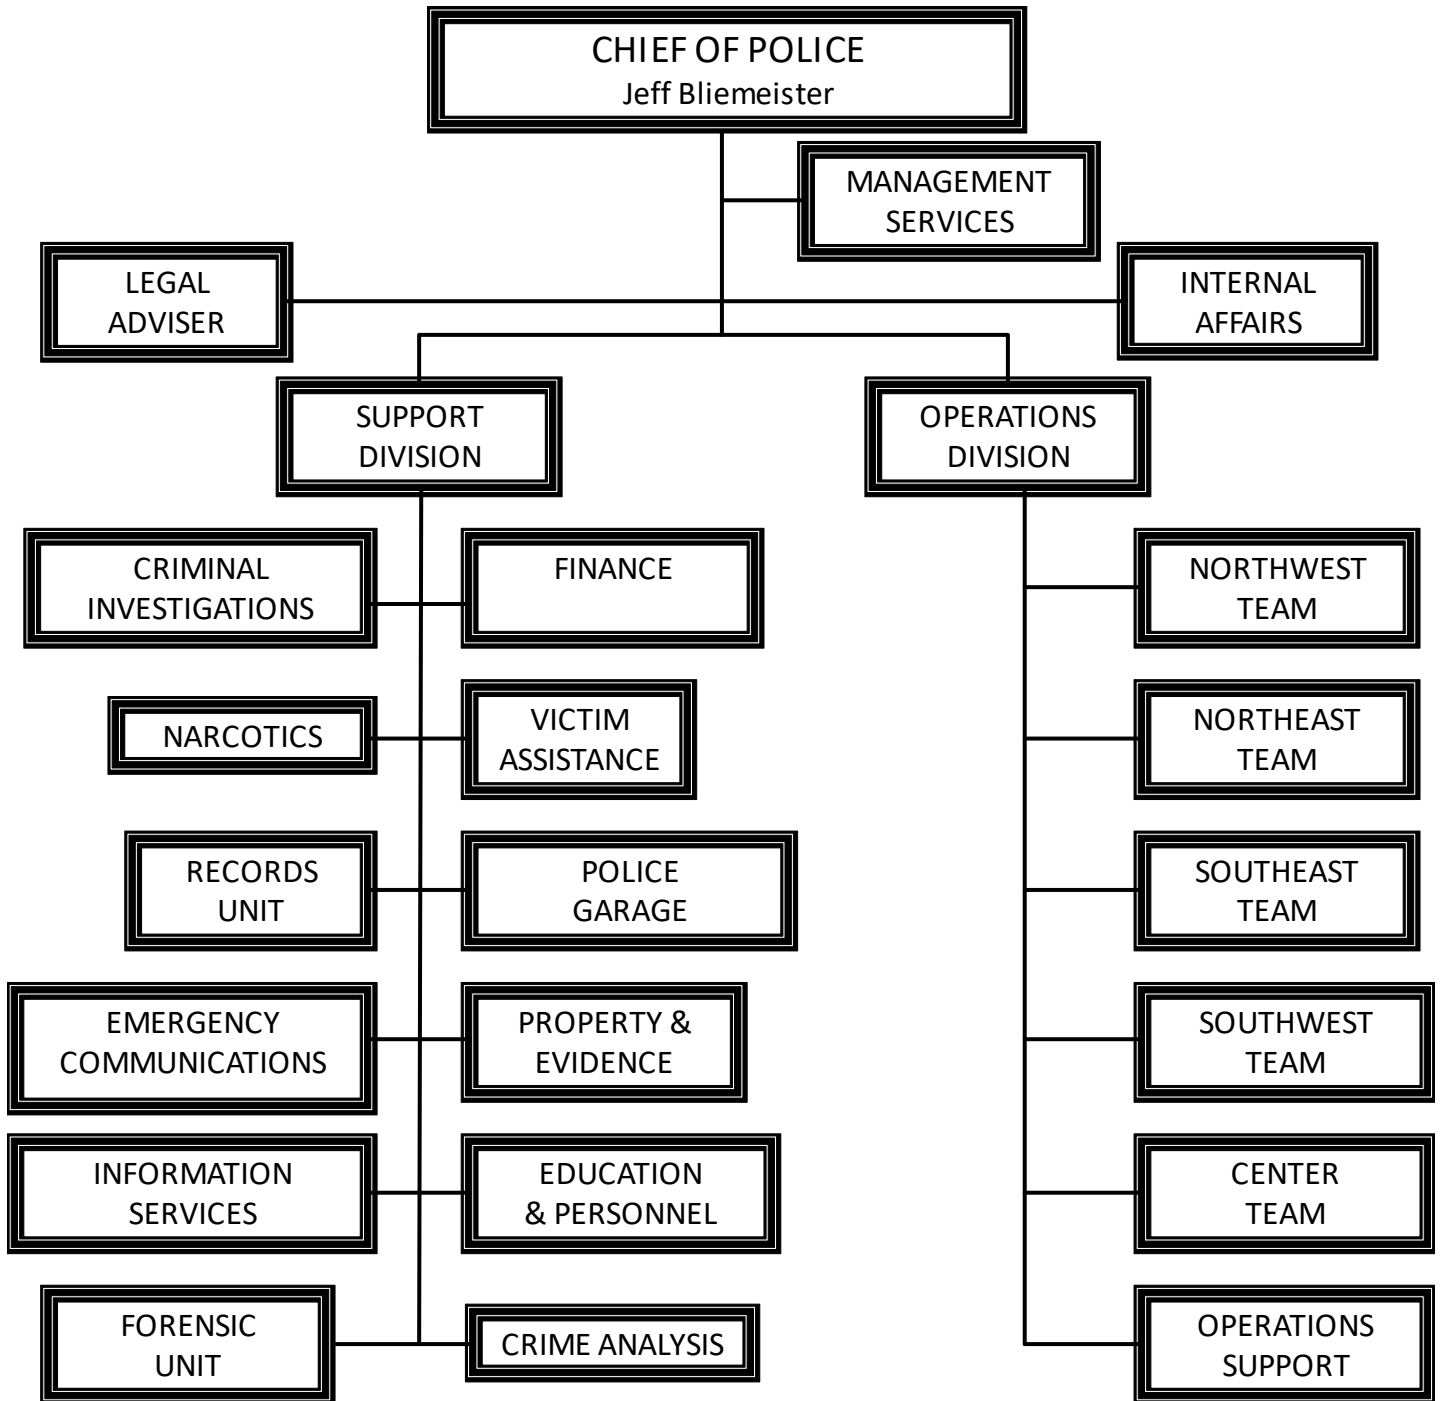 CHIEF OF POLICE
Jeff Bliemeister
MANAGEMENT
SERVICES
LEGAL
ADVISER
INTERNAL
AFFAIRS
SUPPORT
DIVISION
OPERATIONS
DIVISION
CRIMINAL
INVESTIGATIONS
FINANCE
NORTHWEST
TEAM
NARCOTICS
VICTIM
ASSISTANCE
NORTHEAST
TEAM
RECORDS
UNIT
POLICE
GARAGE
SOUTHEAST
TEAM
EMERGENCY
COMMUNICATIONS
PROPERTY &
EVIDENCE
SOUTHWEST
TEAM
INFORMATION
SERVICES
EDUCATION
& PERSONNEL
CENTER
TEAM
FORENSIC
UNIT
CRIME ANALYSIS
OPERATIONS
SUPPORT